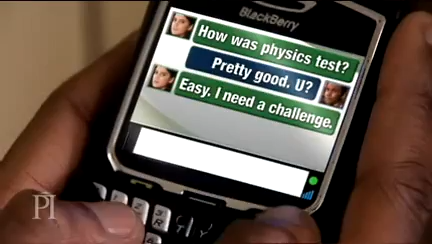 BlackBerry
How was physics test?
Pretty good. U?
Easy. I need a challenge.
PI